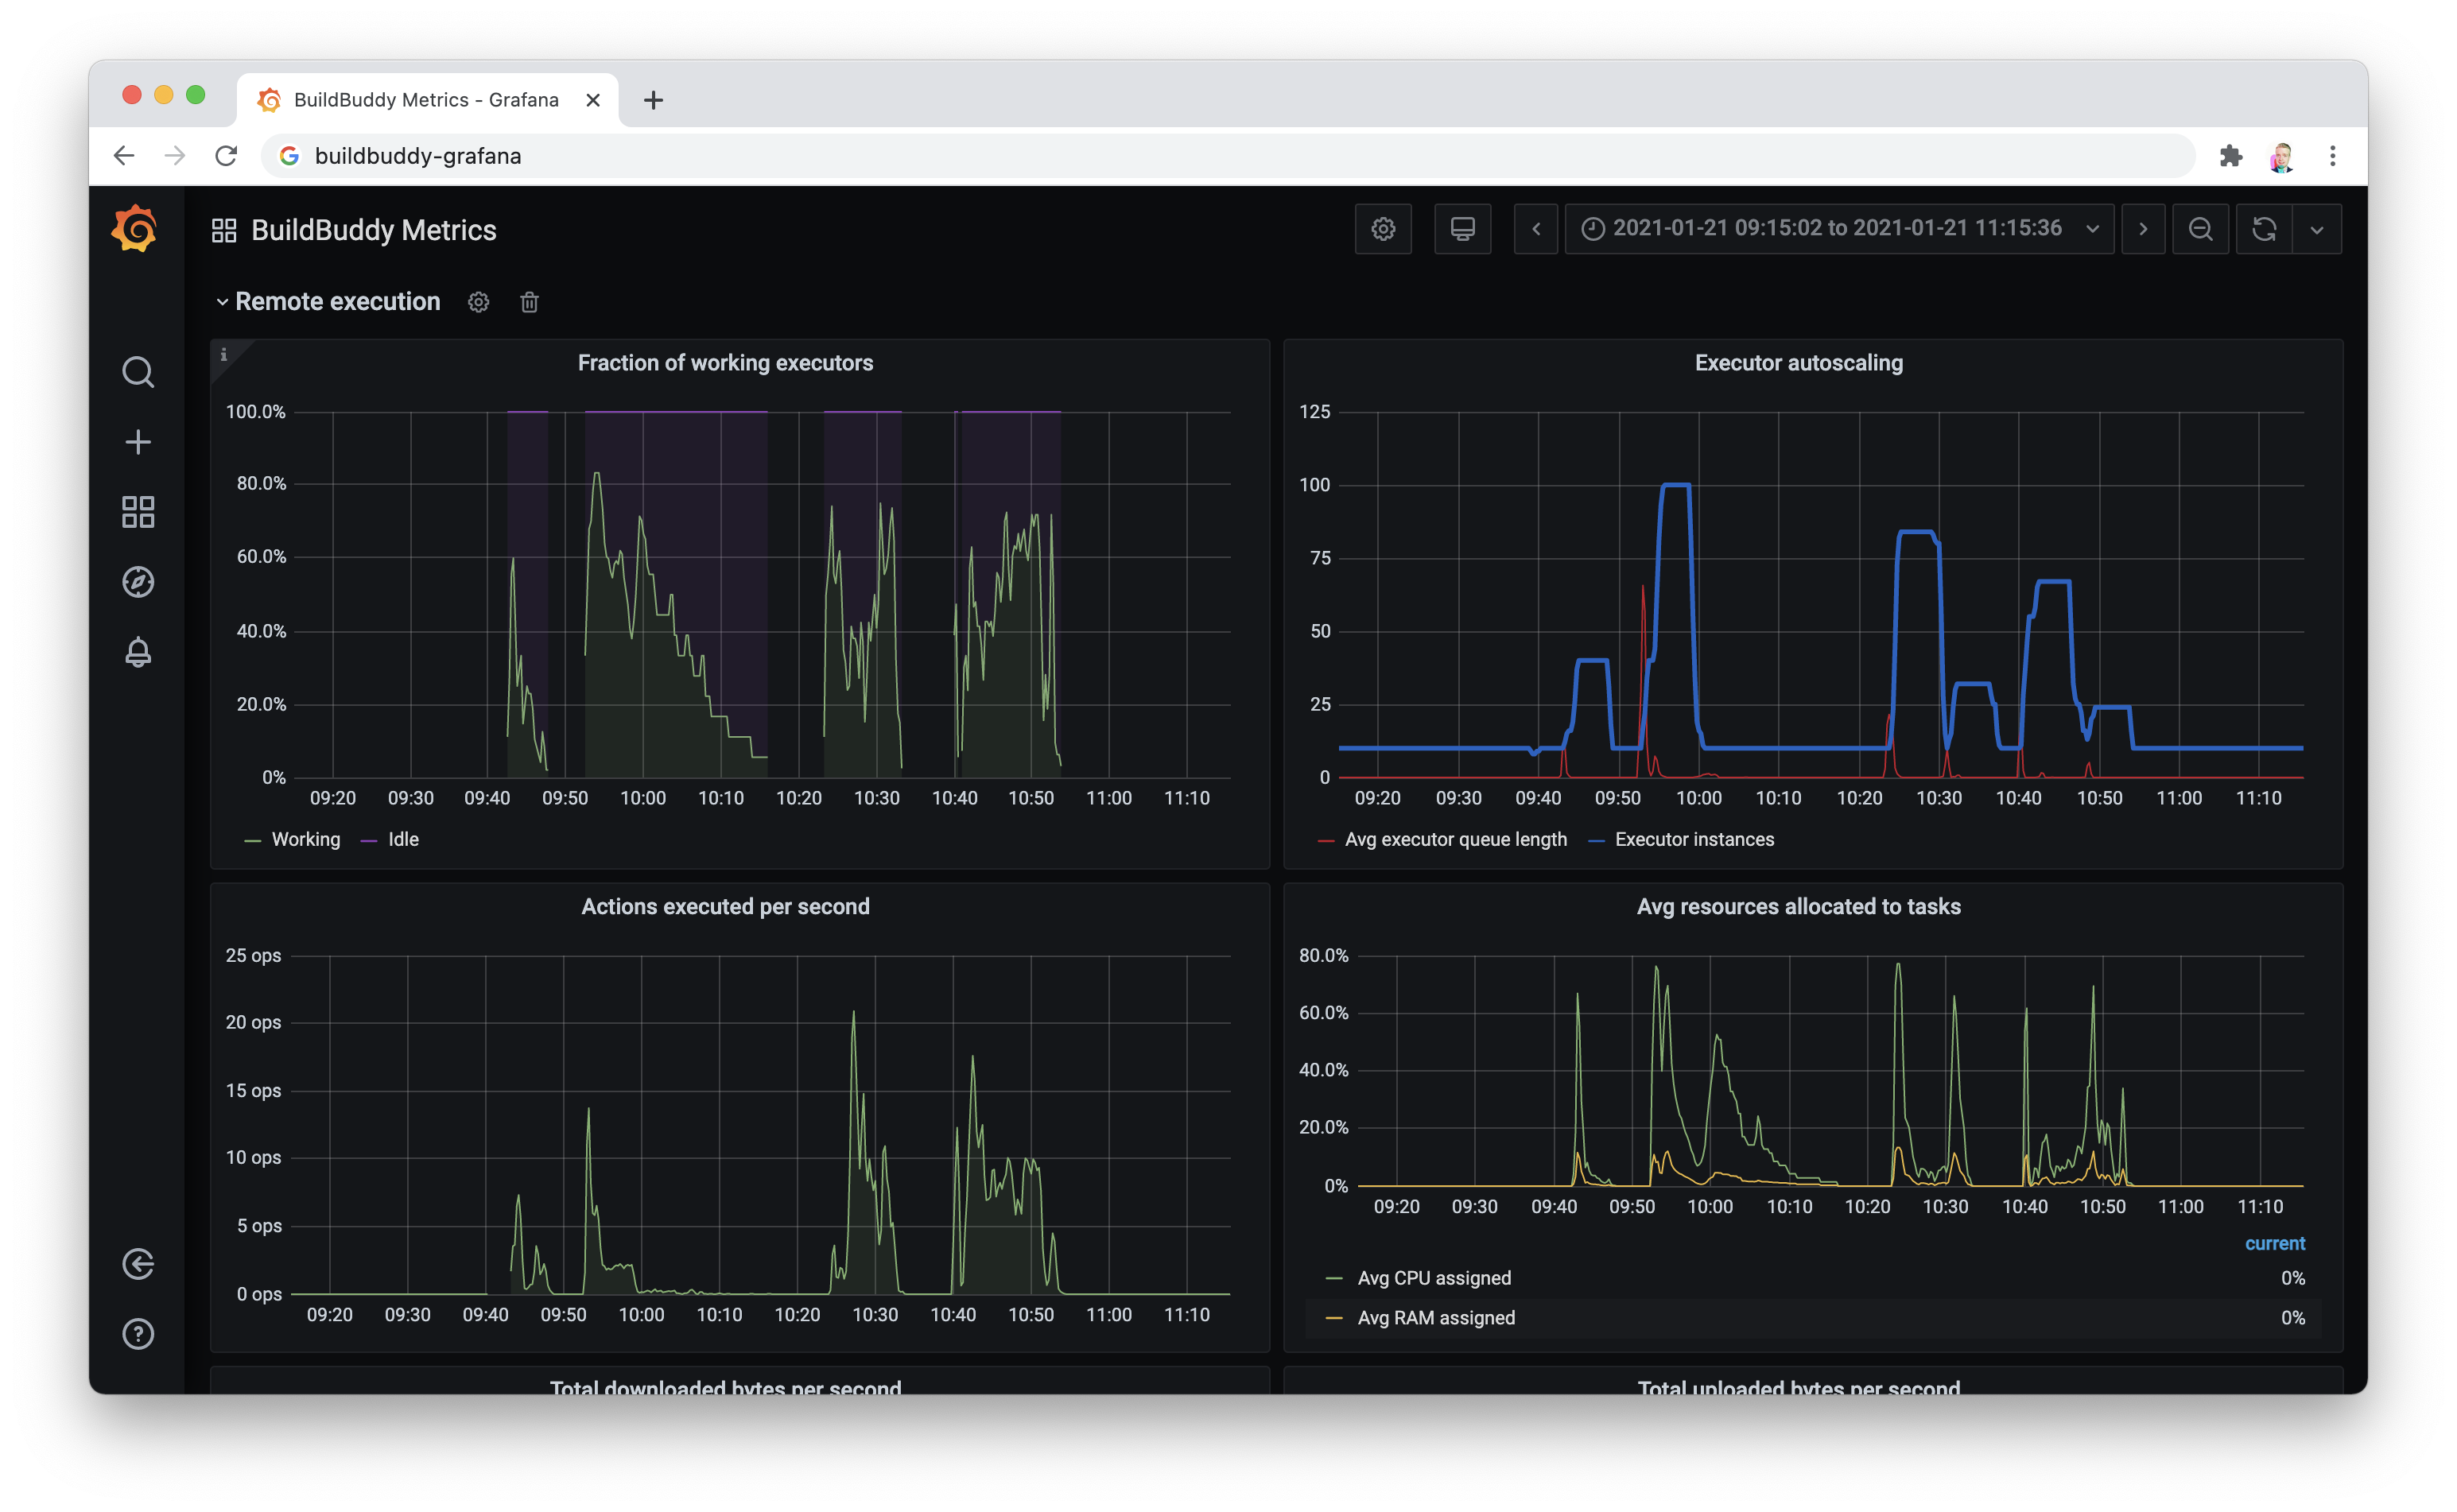 BuildBuddy Metrics - Grafana
buildbuddy-grafana
BuildBuddy Metrics
2021-01-21 09:15:02 to 2021-01-21 11:15:36
Remote execution
Fraction of working executors
100.0%
80.0%
60.0%
40.0%
20.0%
0%
09:20 09:30 09:40 09:50 10:00 10:10 10:20 10:30 10:40 10:50 11:00 11:10
Working Idle
Executor autoscaling
125
100
75
50
25
0
09:20 09:30 09:40 09:50 10:00 10:10 10:20 10:30 10:40 10:50 11:00 11:10
Avg executor queue length Executor instances
Actions executed per second
25 ops
20 ops
15 ops
10 ops
5 ops
0 ops
09:20 09:30 09:40 09:50 10:00 10:10 10:20 10:30 10:40 10:50 11:00 11:10
Avg resources allocated to tasks
80.0%
60.0%
40.0%
20.0%
0%
09:20 09:30 09:40 09:50 10:00 10:10 10:20 10:30 10:40 10:50 11:00 11:10
current
Avg CPU assigned 0%
Avg RAM assigned 0%
Total downloaded bytes per second
Total uploaded bytes per second